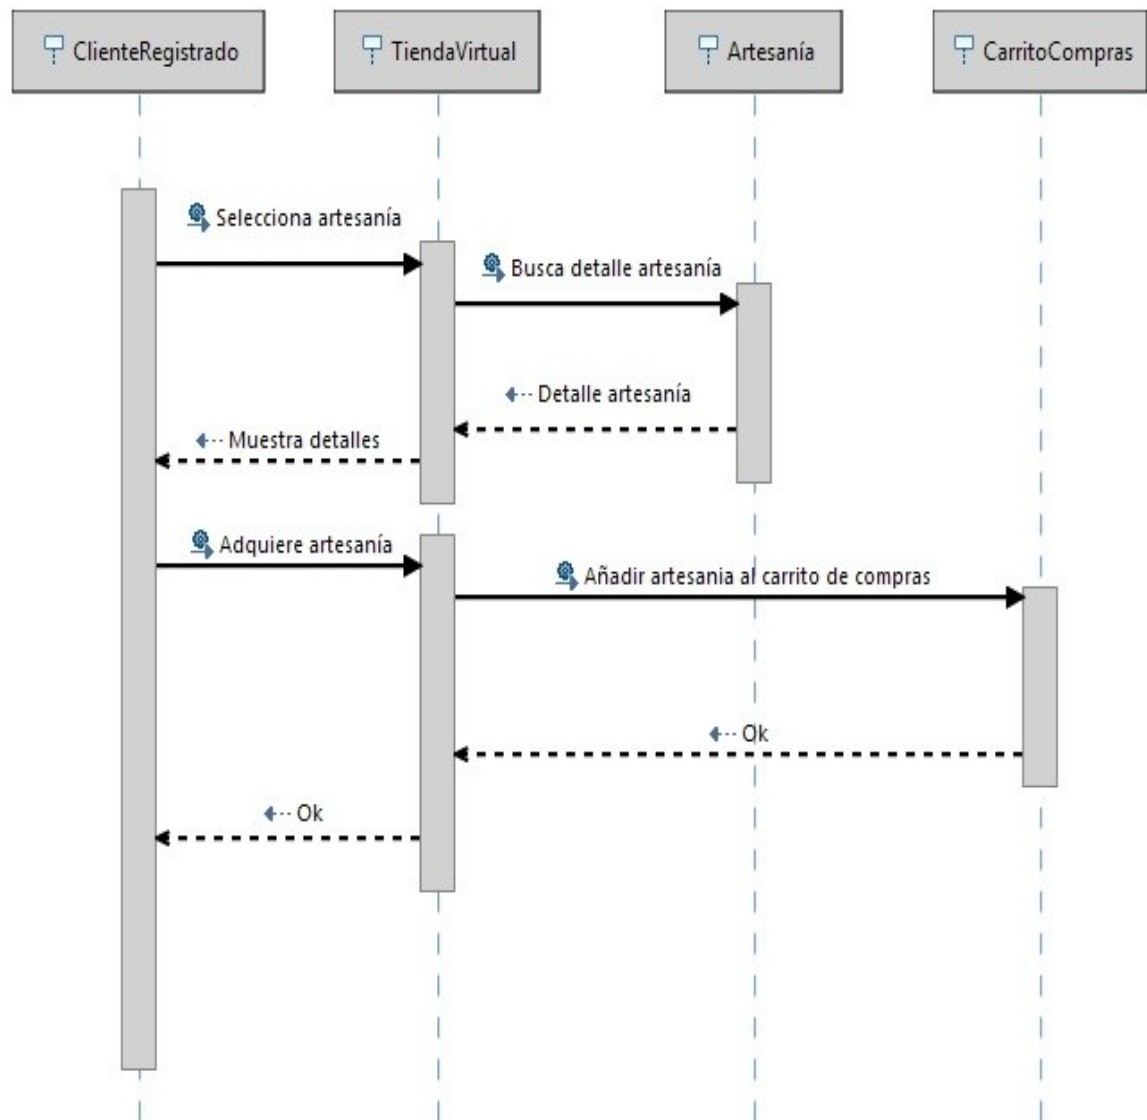 ClienteRegistrado
TiendaVirtual
Artesanía
CarritoCompras
Selecciona artesanía
Busca detalle artesanía
Detalle artesanía
Muestra detalles
Adquiere artesanía
Añadir artesania al carrito de compras
Ok
Ok